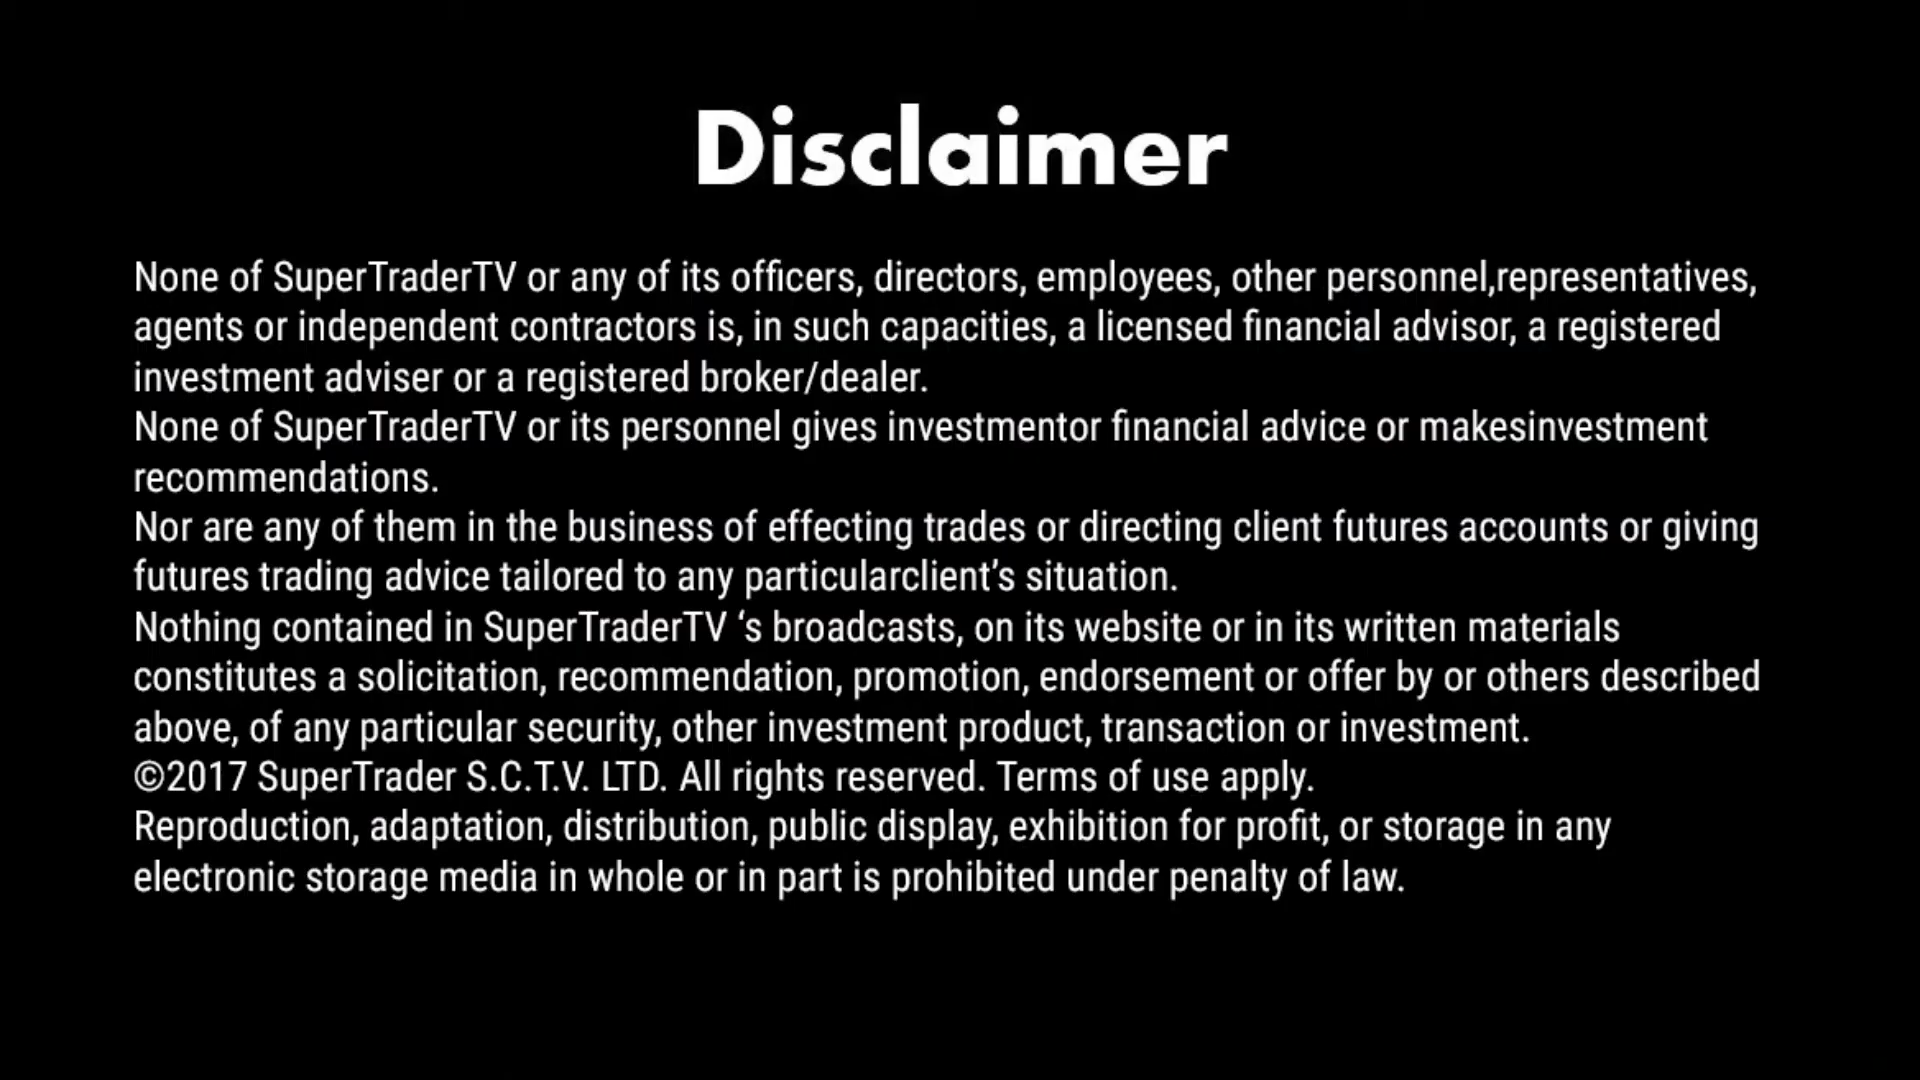 Disclaimer
None of SuperTraderTV or any of its officers, directors, employees, other personnel,representatives,
agents or independent contractors is, in such capacities, a licensed financial advisor, a registered
investment adviser or a registered broker/dealer.
None of SuperTraderTV or its personnel gives investmentor financial advice or makesinvestment
recommendations.
Nor are any of them in the business of effecting trades or directing client futures accounts or giving
futures trading advice tailored to any particularclient’s situation.
Nothing contained in SuperTraderTV ‘s broadcasts, on its website or in its written materials
constitutes a solicitation, recommendation, promotion, endorsement or offer by or others described
above, of any particular security, other investment product, transaction or investment.
©2017 SuperTrader S.C.T.V. LTD. All rights reserved. Terms of use apply.
Reproduction, adaptation, distribution, public display, exhibition for profit, or storage in any
electronic storage media in whole or in part is prohibited under penalty of law.